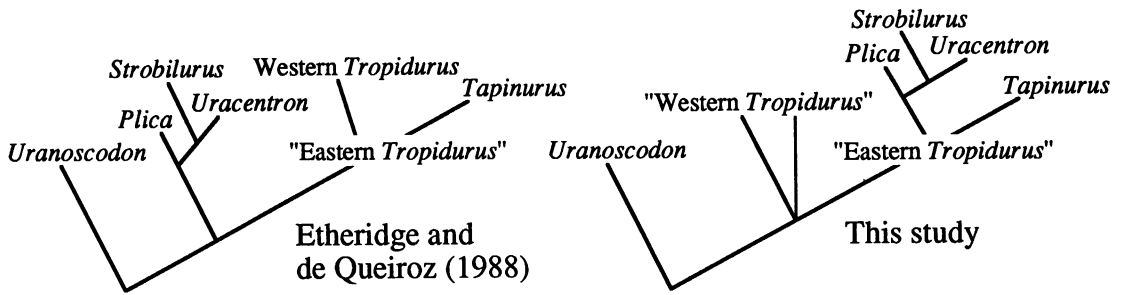 Strobilurus
Western Tropidurus
Uracentron
Tapinurus
Plica
Uranoscodon
"Eastern Tropidurus"
Etheridge and
de Queiroz (1988)
Strobilurus
Plica
Uracentron
Tapinurus
"Western Tropidurus"
Uranoscodon
"Eastern Tropidurus"
This study